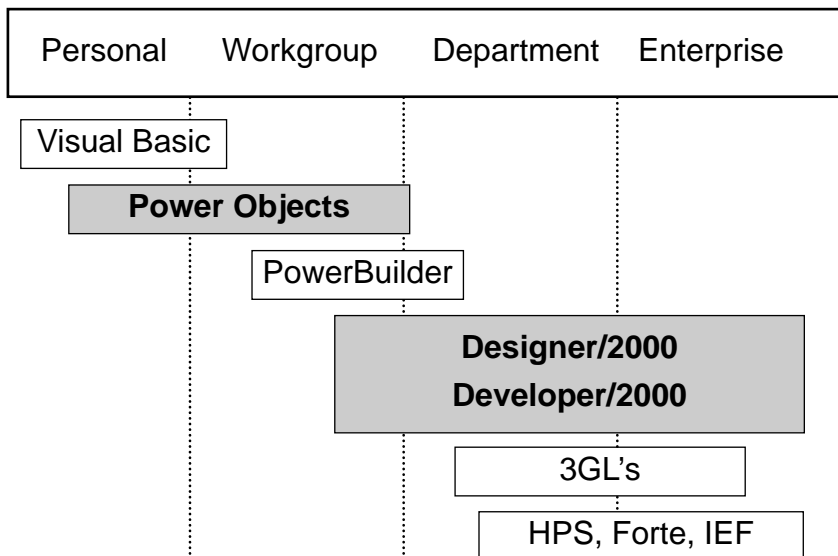 Personal Workgroup Department Enterprise
Visual Basic
Power Objects
PowerBuilder
Designer/2000
Developer/2000
3GL’s
HPS, Forte, IEF